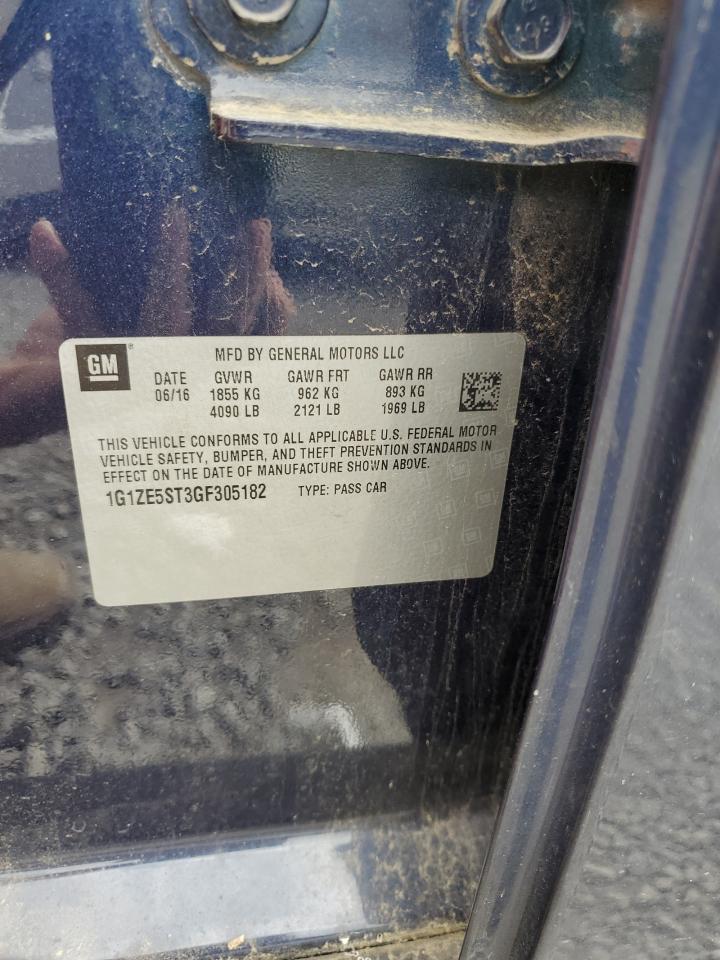 GM
MFD BY GENERAL MOTORS LLC
DATE GVWR GAWR FRT GAWR RR
06/16 1855 KG 962 KG 893 KG
4090 LB 2121 LB 1969 LB
THIS VEHICLE CONFORMS TO ALL APPLICABLE U.S. FEDERAL MOTOR
VEHICLE SAFETY, BUMPER, AND THEFT PREVENTION STANDARDS IN
EFFECT ON THE DATE OF MANUFACTURE SHOWN ABOVE.
1G1ZE5ST3GF305182 TYPE: PASS CAR